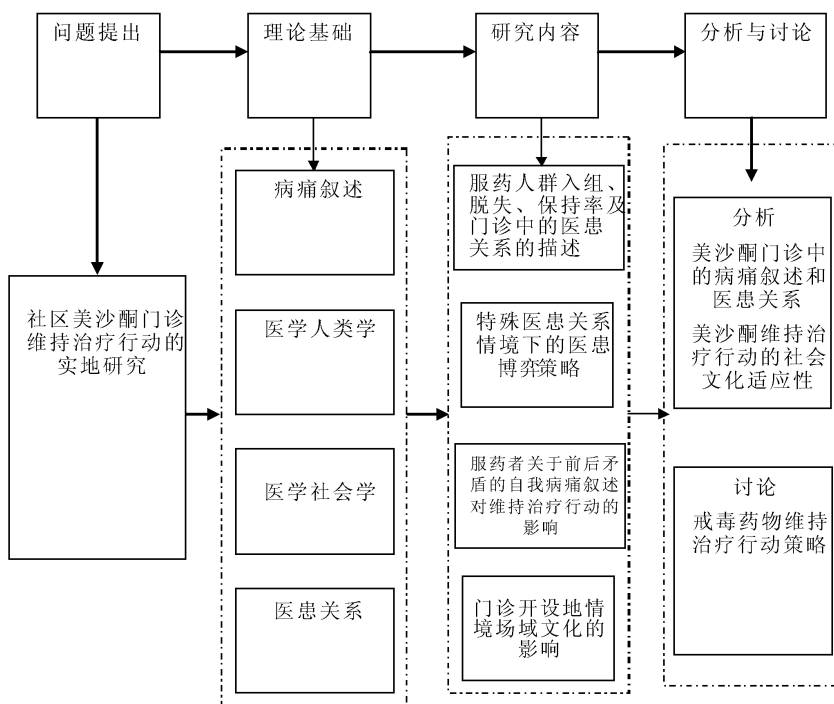 问题提出
理论基础
研究内容
分析与讨论
社区美沙酮门诊
维持治疗行动的
实地研究
病痛叙述
医学人类学
医学社会学
医患关系
服药人群入组、
脱失、保持率及
门诊中的医患
关系的描述
特殊医患关系
情境下的医患
博弈策略
服药者关于前后矛
盾的自我病痛叙述
对维持治疗行动的
影响
门诊开设地情
境场域文化的
影响
分析
美沙酮门诊中
的病痛叙述和
医患关系
美沙酮维持治
疗行动的社会
文化适应性
讨论
戒毒药物维持
治疗行动策略